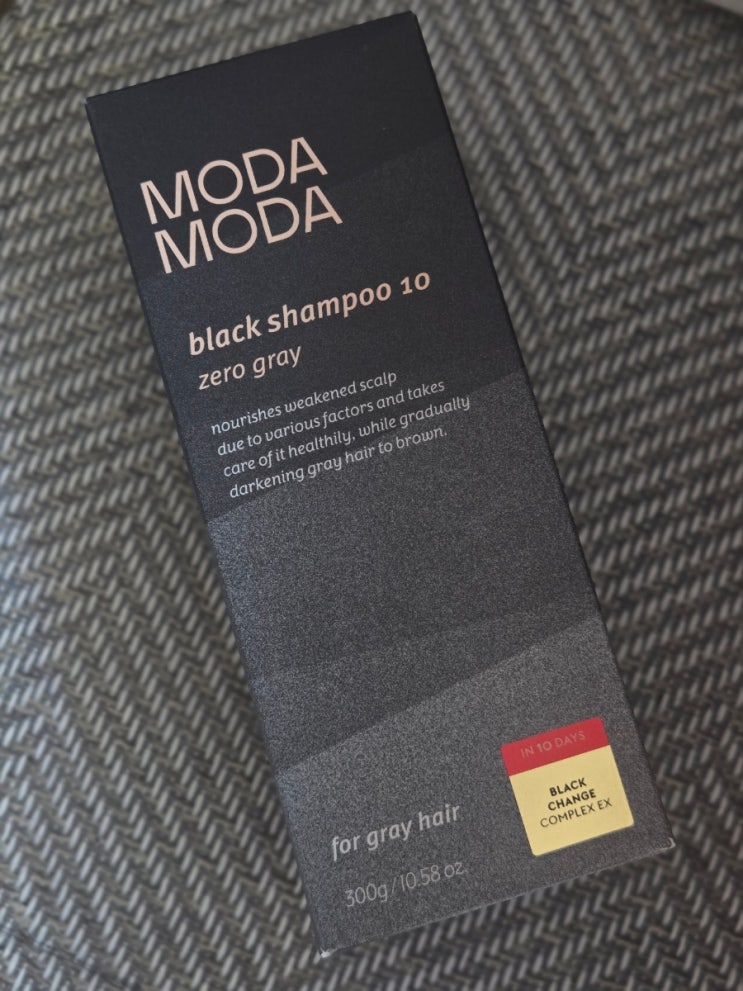 MODA
MODA
black shampoo 10
zero gray
nourishes weakened scalp
due to various factors and takes
care of it healthily, while gradually
darkening gray hair to brown.
IN 10 DAYS
BLACK
CHANGE
COMPLEX EX
for gray hair
300g / 10.58 oz.